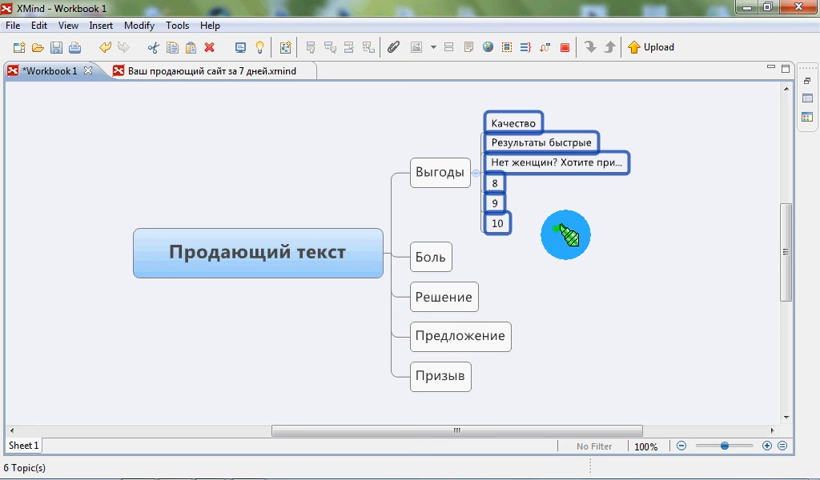 XMind - Workbook 1
File Edit View Insert Modify Tools Help
Upload
*Workbook 1
Ваш продающий сайт за 7 дней.xmind
Качество
Результаты быстрые
Нет женщин? Хотите при...
8
9
10
Выгоды
Продающий текст
Боль
Решение
Предложение
Призыв
Sheet 1
No Filter
100%
6 Topic(s)